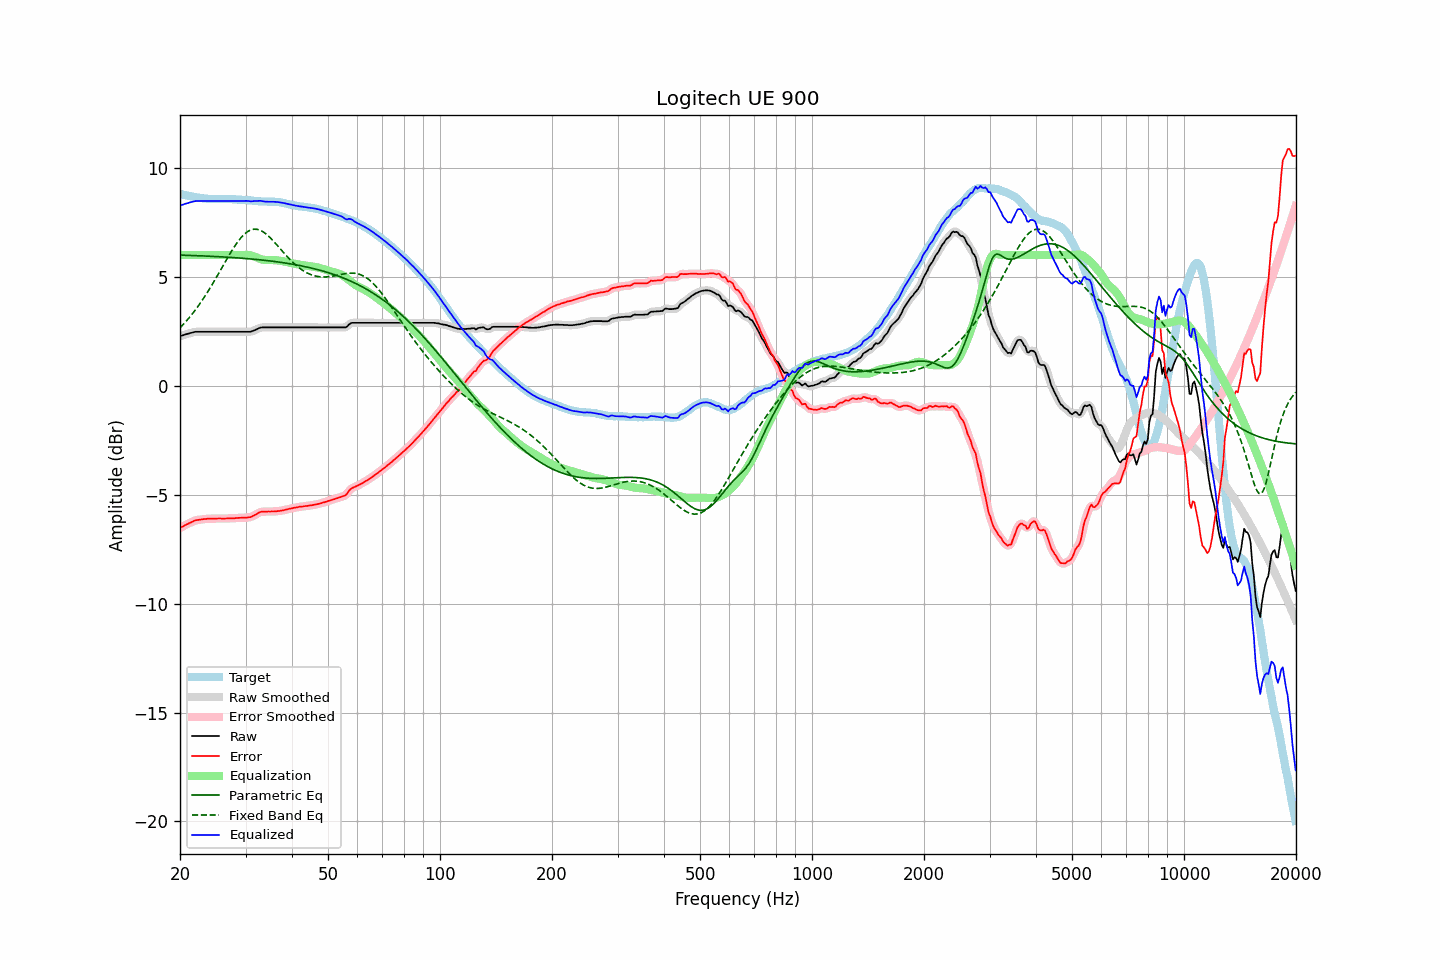 Logitech UE 900
Amplitude (dBr)
10
5
0
−5
−10
−15
−20
Target
Raw Smoothed
Error Smoothed
Raw
Error
Equalization
Parametric Eq
Fixed Band Eq
Equalized
20 50 100 200 500 1000 2000 5000 10000 20000
Frequency (Hz)